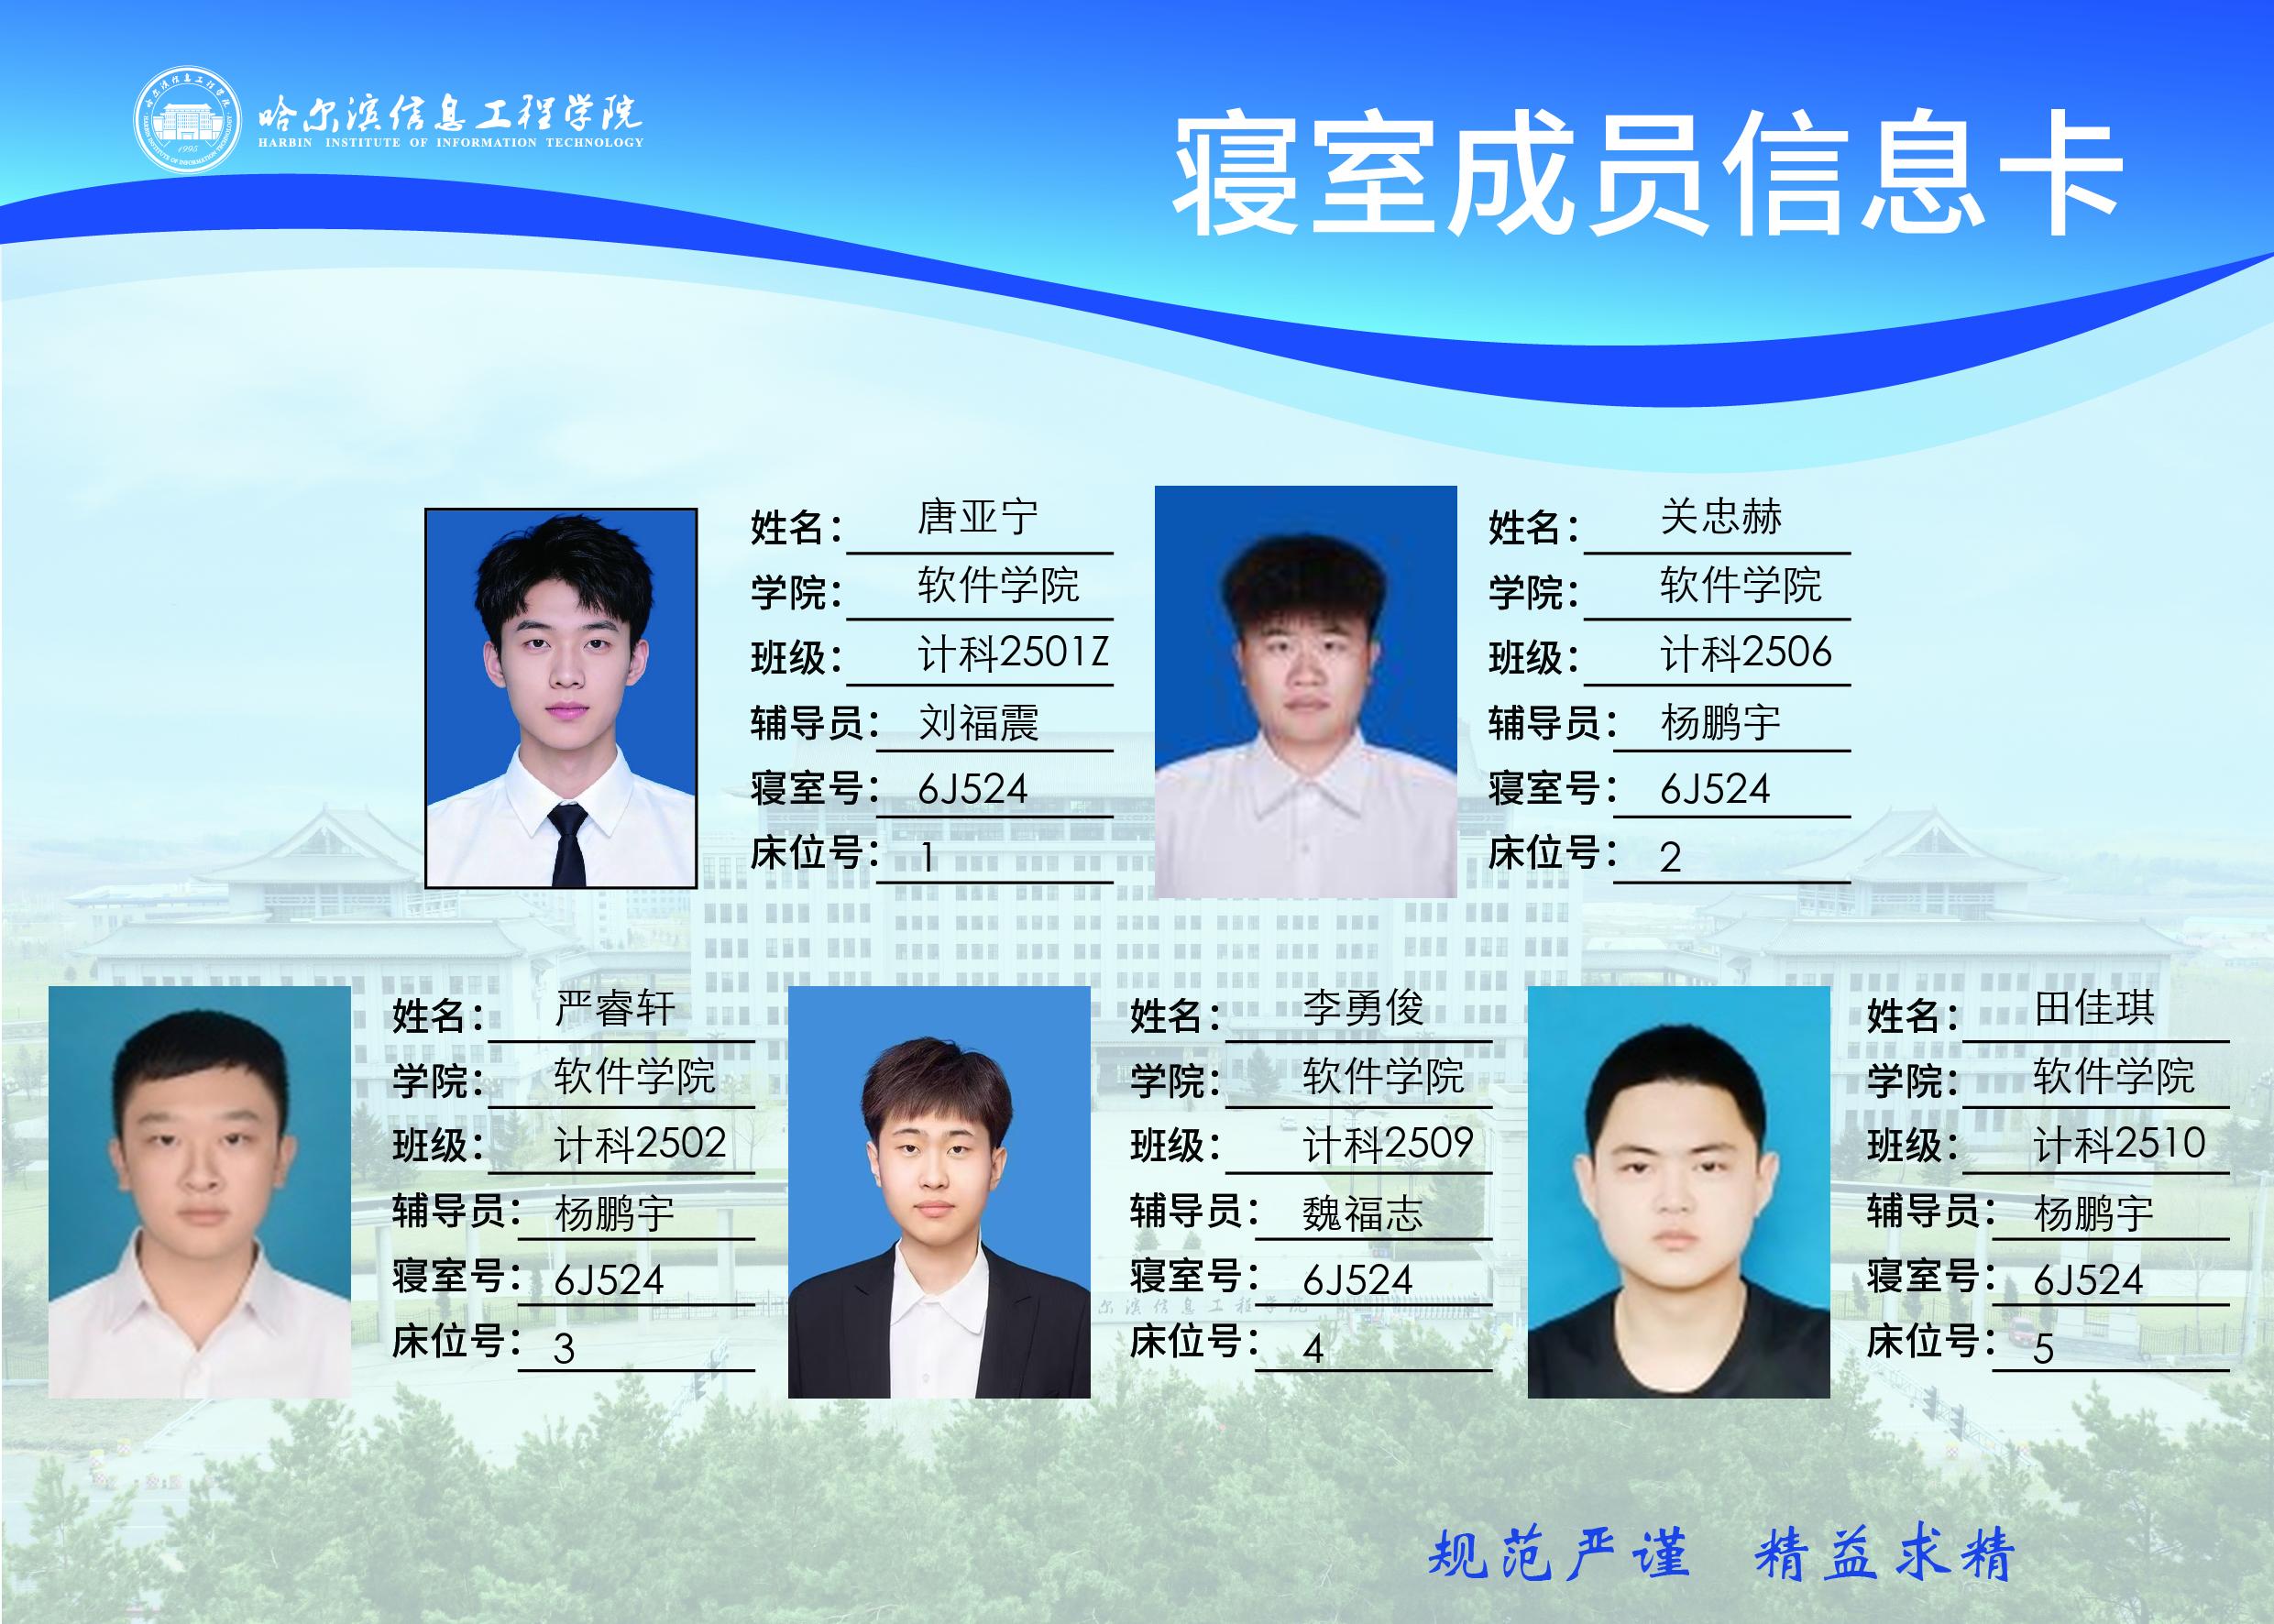 哈尔滨信息工程学院
HARBIN INSTITUTE OF INFORMATION TECHNOLOGY
1995
寝室成员信息卡
姓名： 唐亚宁
学院： 软件学院
班级： 计科2501Z
辅导员： 刘福震
寝室号： 6J524
床位号： 1
姓名： 关忠赫
学院： 软件学院
班级： 计科2506
辅导员： 杨鹏宇
寝室号： 6J524
床位号： 2
姓名： 严睿轩
学院： 软件学院
班级： 计科2502
辅导员： 杨鹏宇
寝室号： 6J524
床位号： 3
姓名： 李勇俊
学院： 软件学院
班级： 计科2509
辅导员： 魏福志
寝室号： 6J524
床位号： 4
姓名： 田佳琪
学院： 软件学院
班级： 计科2510
辅导员： 杨鹏宇
寝室号： 6J524
床位号： 5
尔滨信息工程学院
规范严谨 精益求精